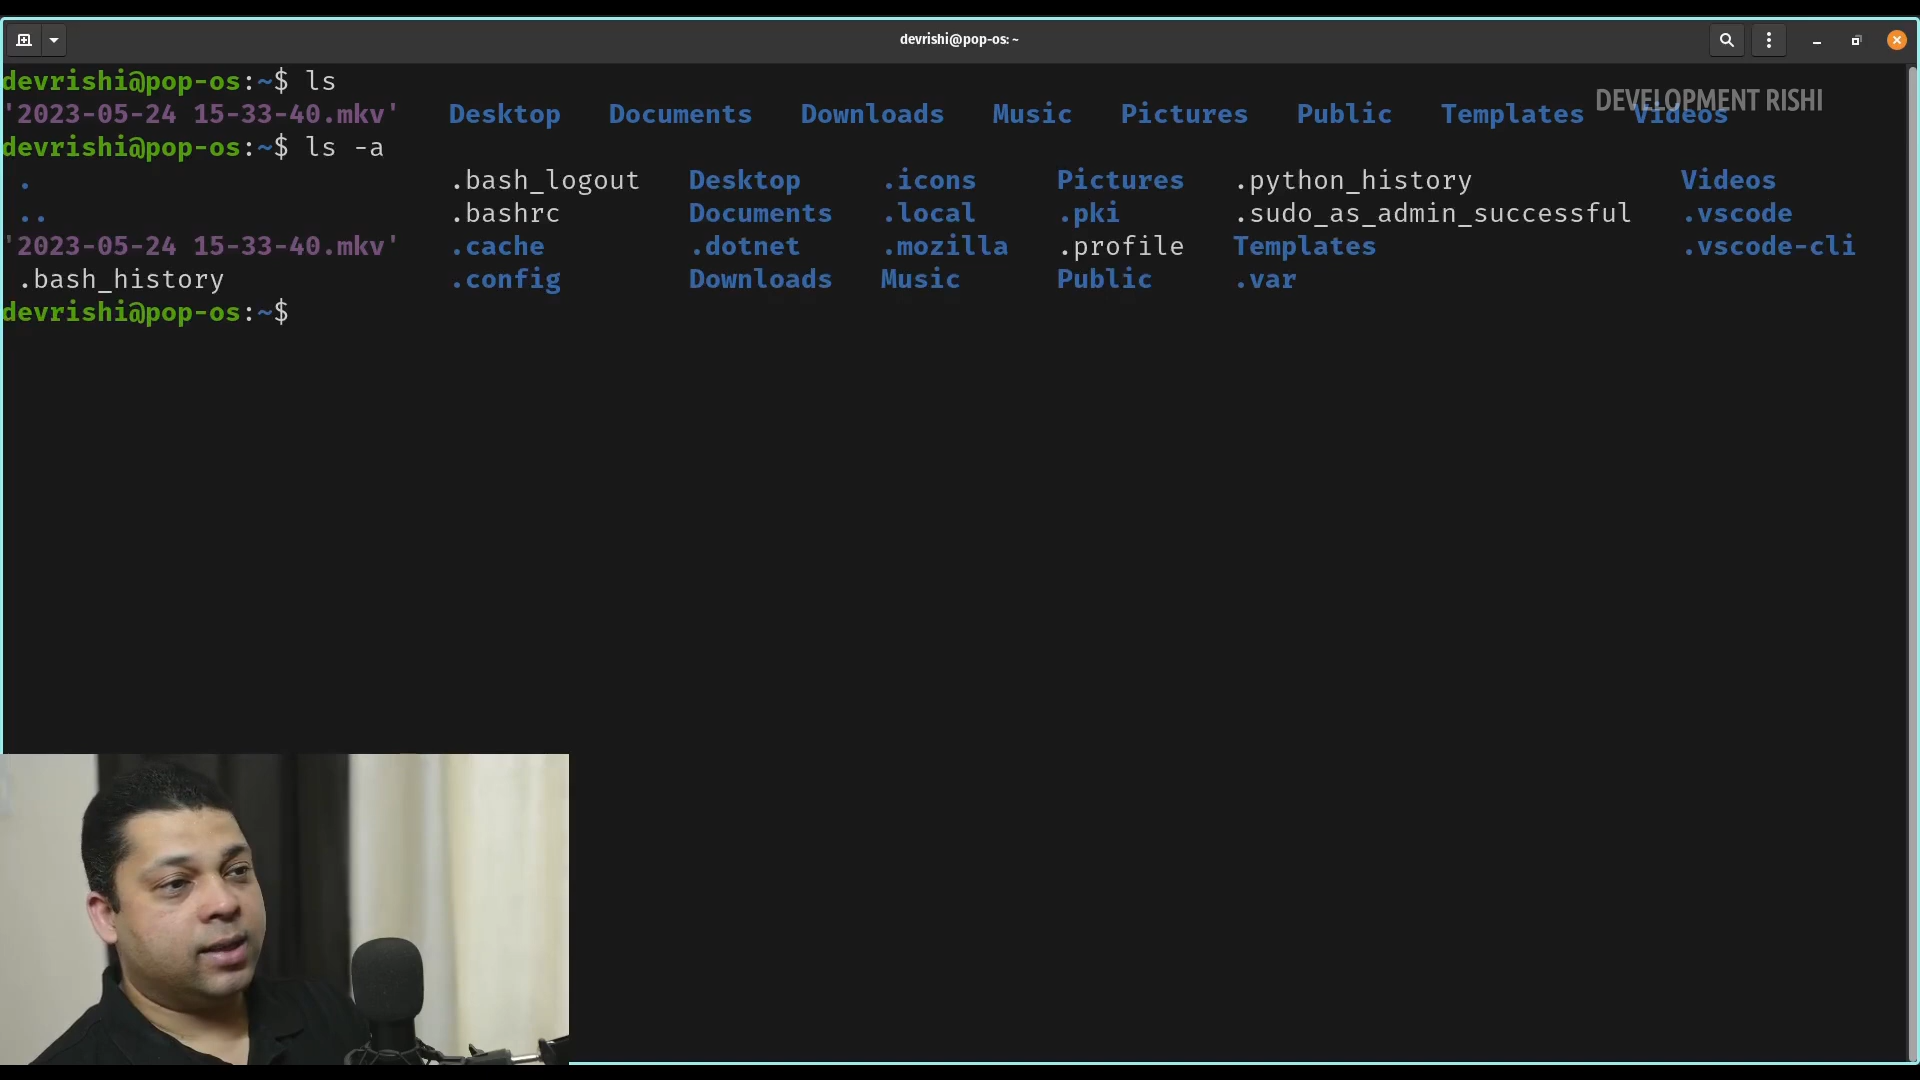 devrishi@pop-os: ~
devrishi@pop-os:~$ ls
'2023-05-24 15-33-40.mkv' Desktop Documents Downloads Music Pictures Public Templates Videos
DEVELOPMENT RISHI
devrishi@pop-os:~$ ls -a
. .bash_logout Desktop .icons Pictures .python_history Videos
.. .bashrc Documents .local .pki .sudo_as_admin_successful .vscode
'2023-05-24 15-33-40.mkv' .cache .dotnet .mozilla .profile Templates .vscode-cli
.bash_history .config Downloads Music Public .var
devrishi@pop-os:~$